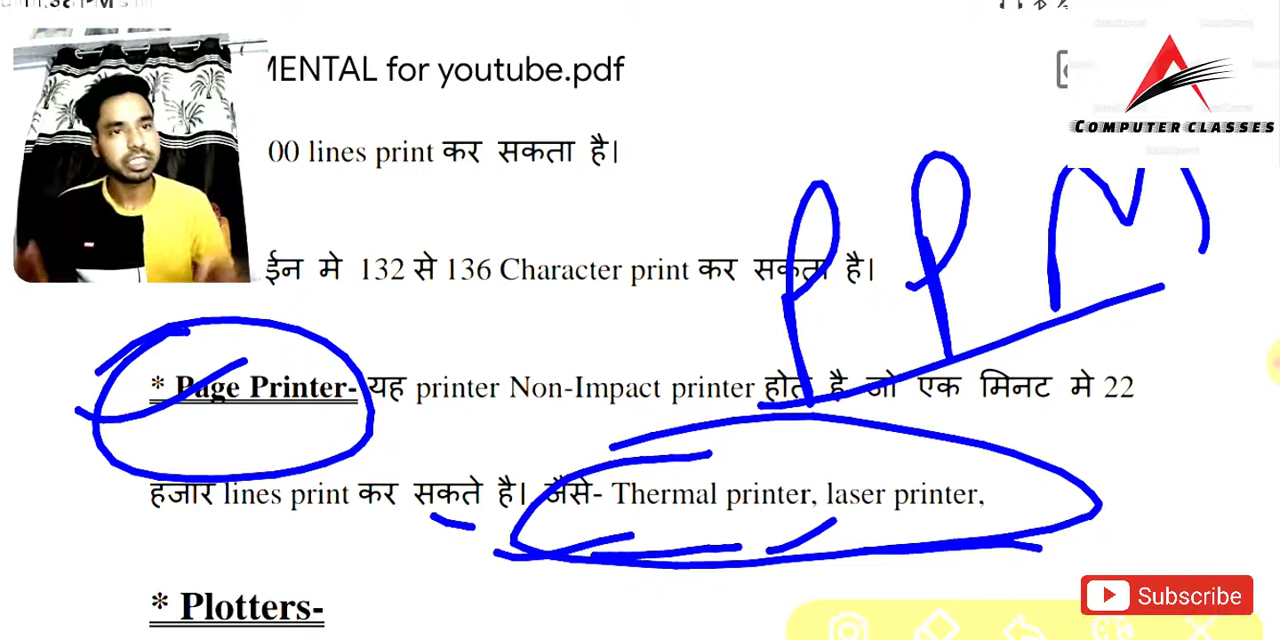 MENTAL for youtube.pdf
COMPUTER CLASSES
00 lines print कर सकता है।
PPM
ईन मे 132 से 136 Character print कर सकता है।
* Page Printer- यह printer Non-Impact printer होते है जो एक मिनट मे 22
हजार lines print कर सकते है। जैसे- Thermal printer, laser printer,
Subscribe
* Plotters-